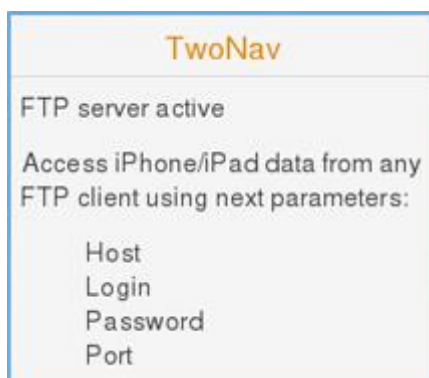 TwoNav
FTP server active
Access iPhone/iPad data from any
FTP client using next parameters:
Host
Login
Password
Port